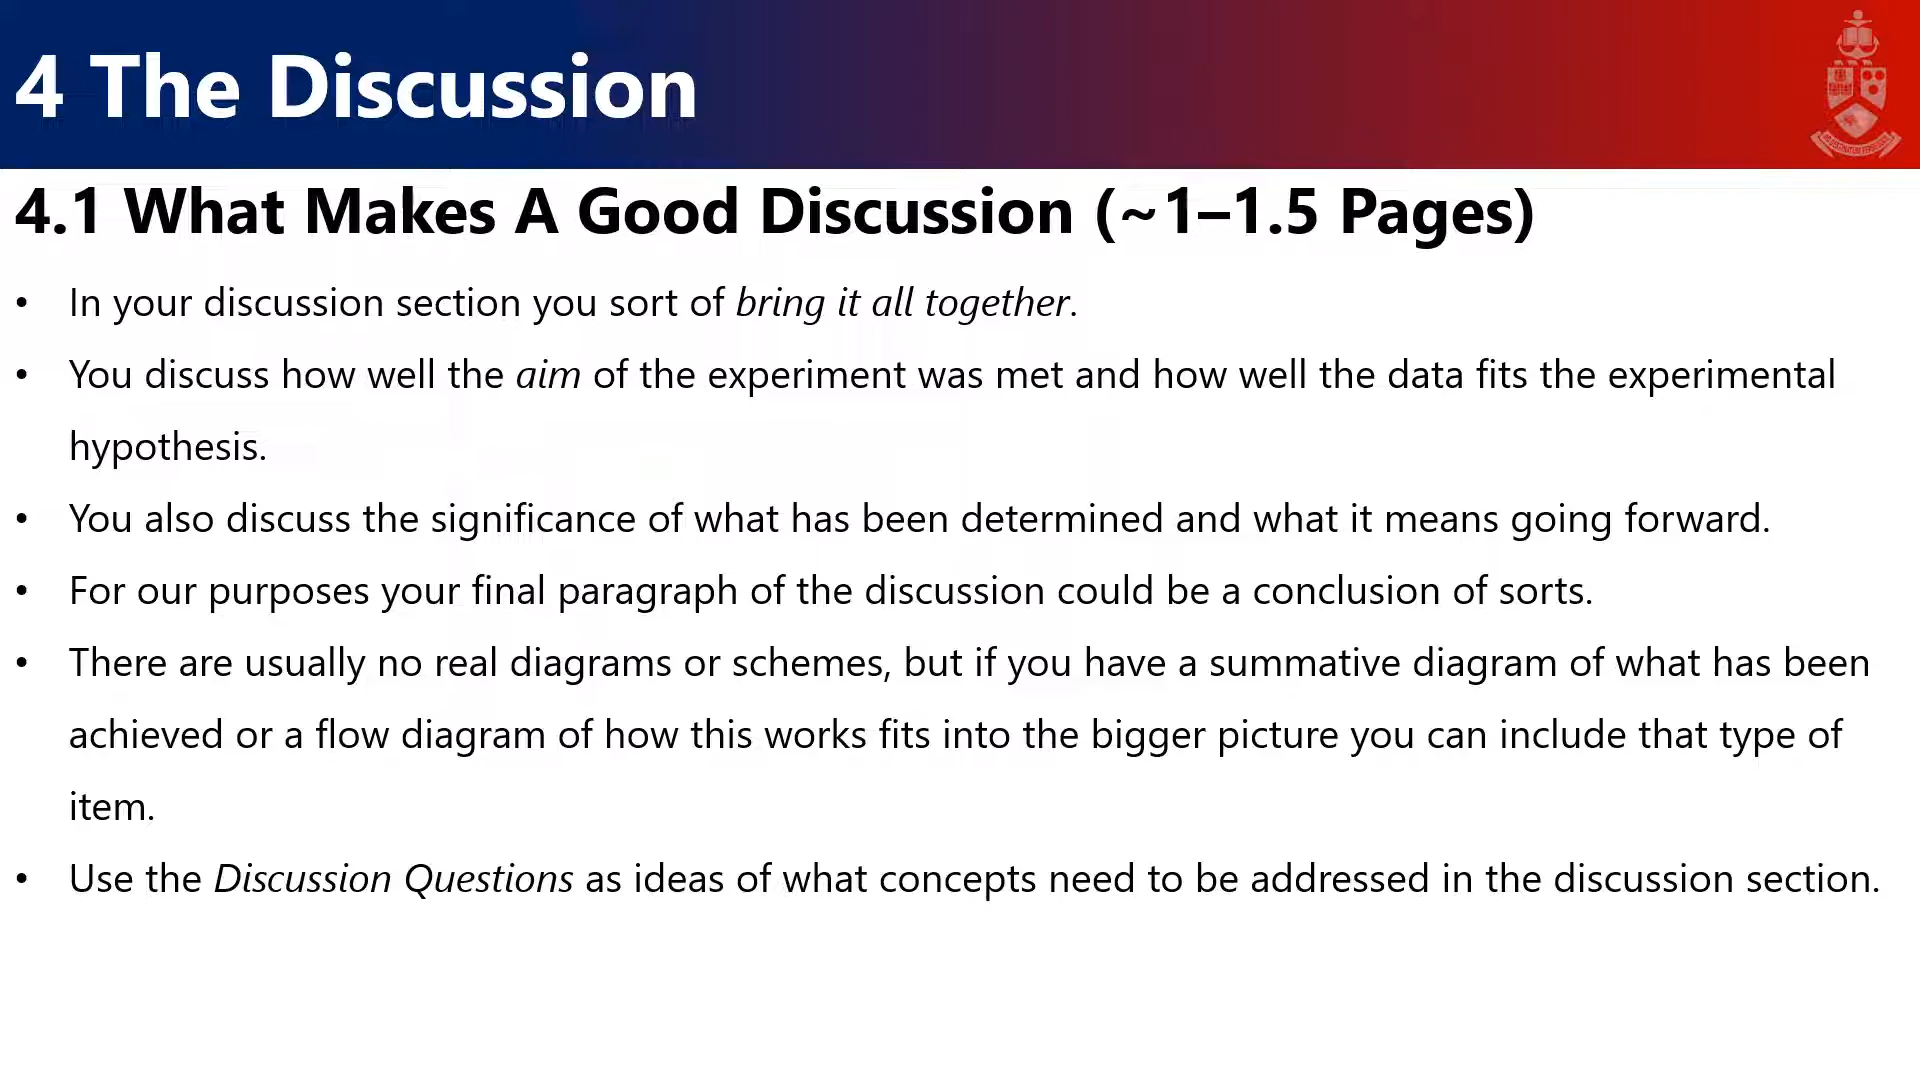 4 The Discussion
4.1 What Makes A Good Discussion (~1–1.5 Pages)
• In your discussion section you sort of bring it all together.
• You discuss how well the aim of the experiment was met and how well the data fits the experimental
hypothesis.
• You also discuss the significance of what has been determined and what it means going forward.
• For our purposes your final paragraph of the discussion could be a conclusion of sorts.
• There are usually no real diagrams or schemes, but if you have a summative diagram of what has been
achieved or a flow diagram of how this works fits into the bigger picture you can include that type of
item.
• Use the Discussion Questions as ideas of what concepts need to be addressed in the discussion section.